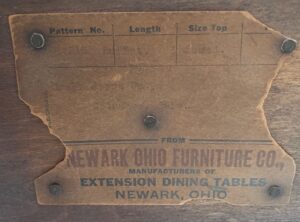 Pattern No. Length Size Top
FROM
NEWARK OHIO FURNITURE CO.,
MANUFACTURERS OF
EXTENSION DINING TABLES
NEWARK, OHIO